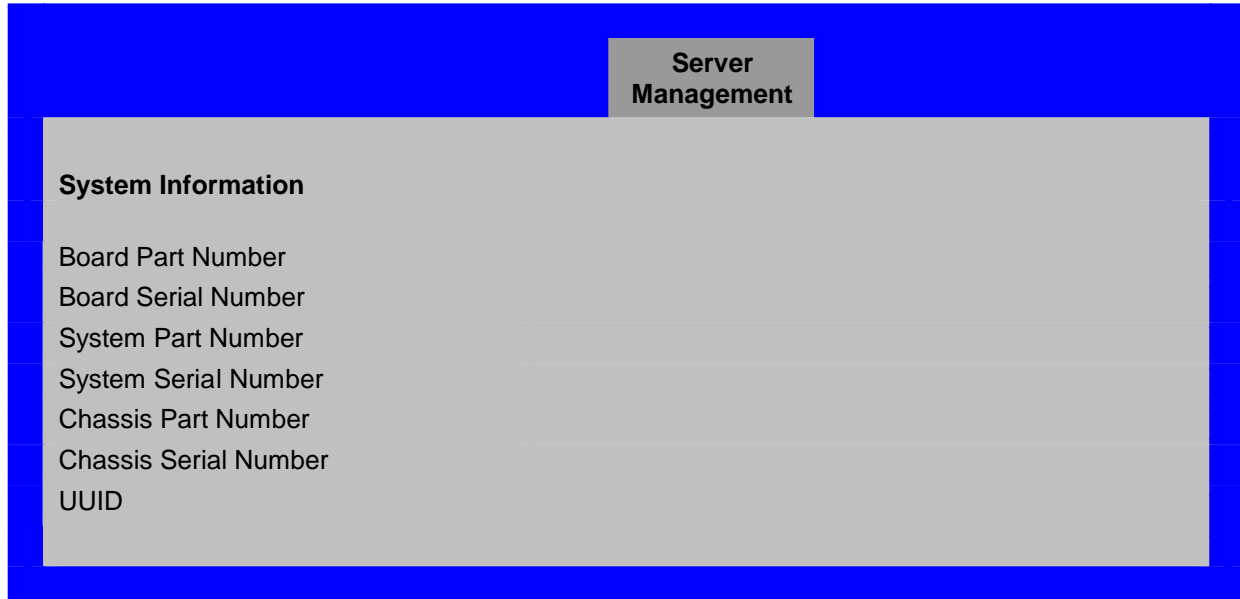 Server
Management
System Information
Board Part Number
Board Serial Number
System Part Number
System Serial Number
Chassis Part Number
Chassis Serial Number
UUID